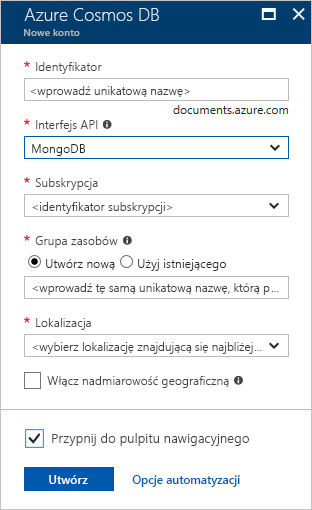 Azure Cosmos DB
Nowe konto
* Identyfikator
<wprowadź unikatową nazwę>
documents.azure.com
* Interfejs API
MongoDB
* Subskrypcja
<identyfikator subskrypcji>
* Grupa zasobów
Utwórz nową Użyj istniejącego
<wprowadź tę samą unikatową nazwę, którą p...
* Lokalizacja
<wybierz lokalizację znajdującą się najbliżej...
Włącz nadmiarowość geograficzną
Przypnij do pulpitu nawigacyjnego
Utwórz Opcje automatyzacji